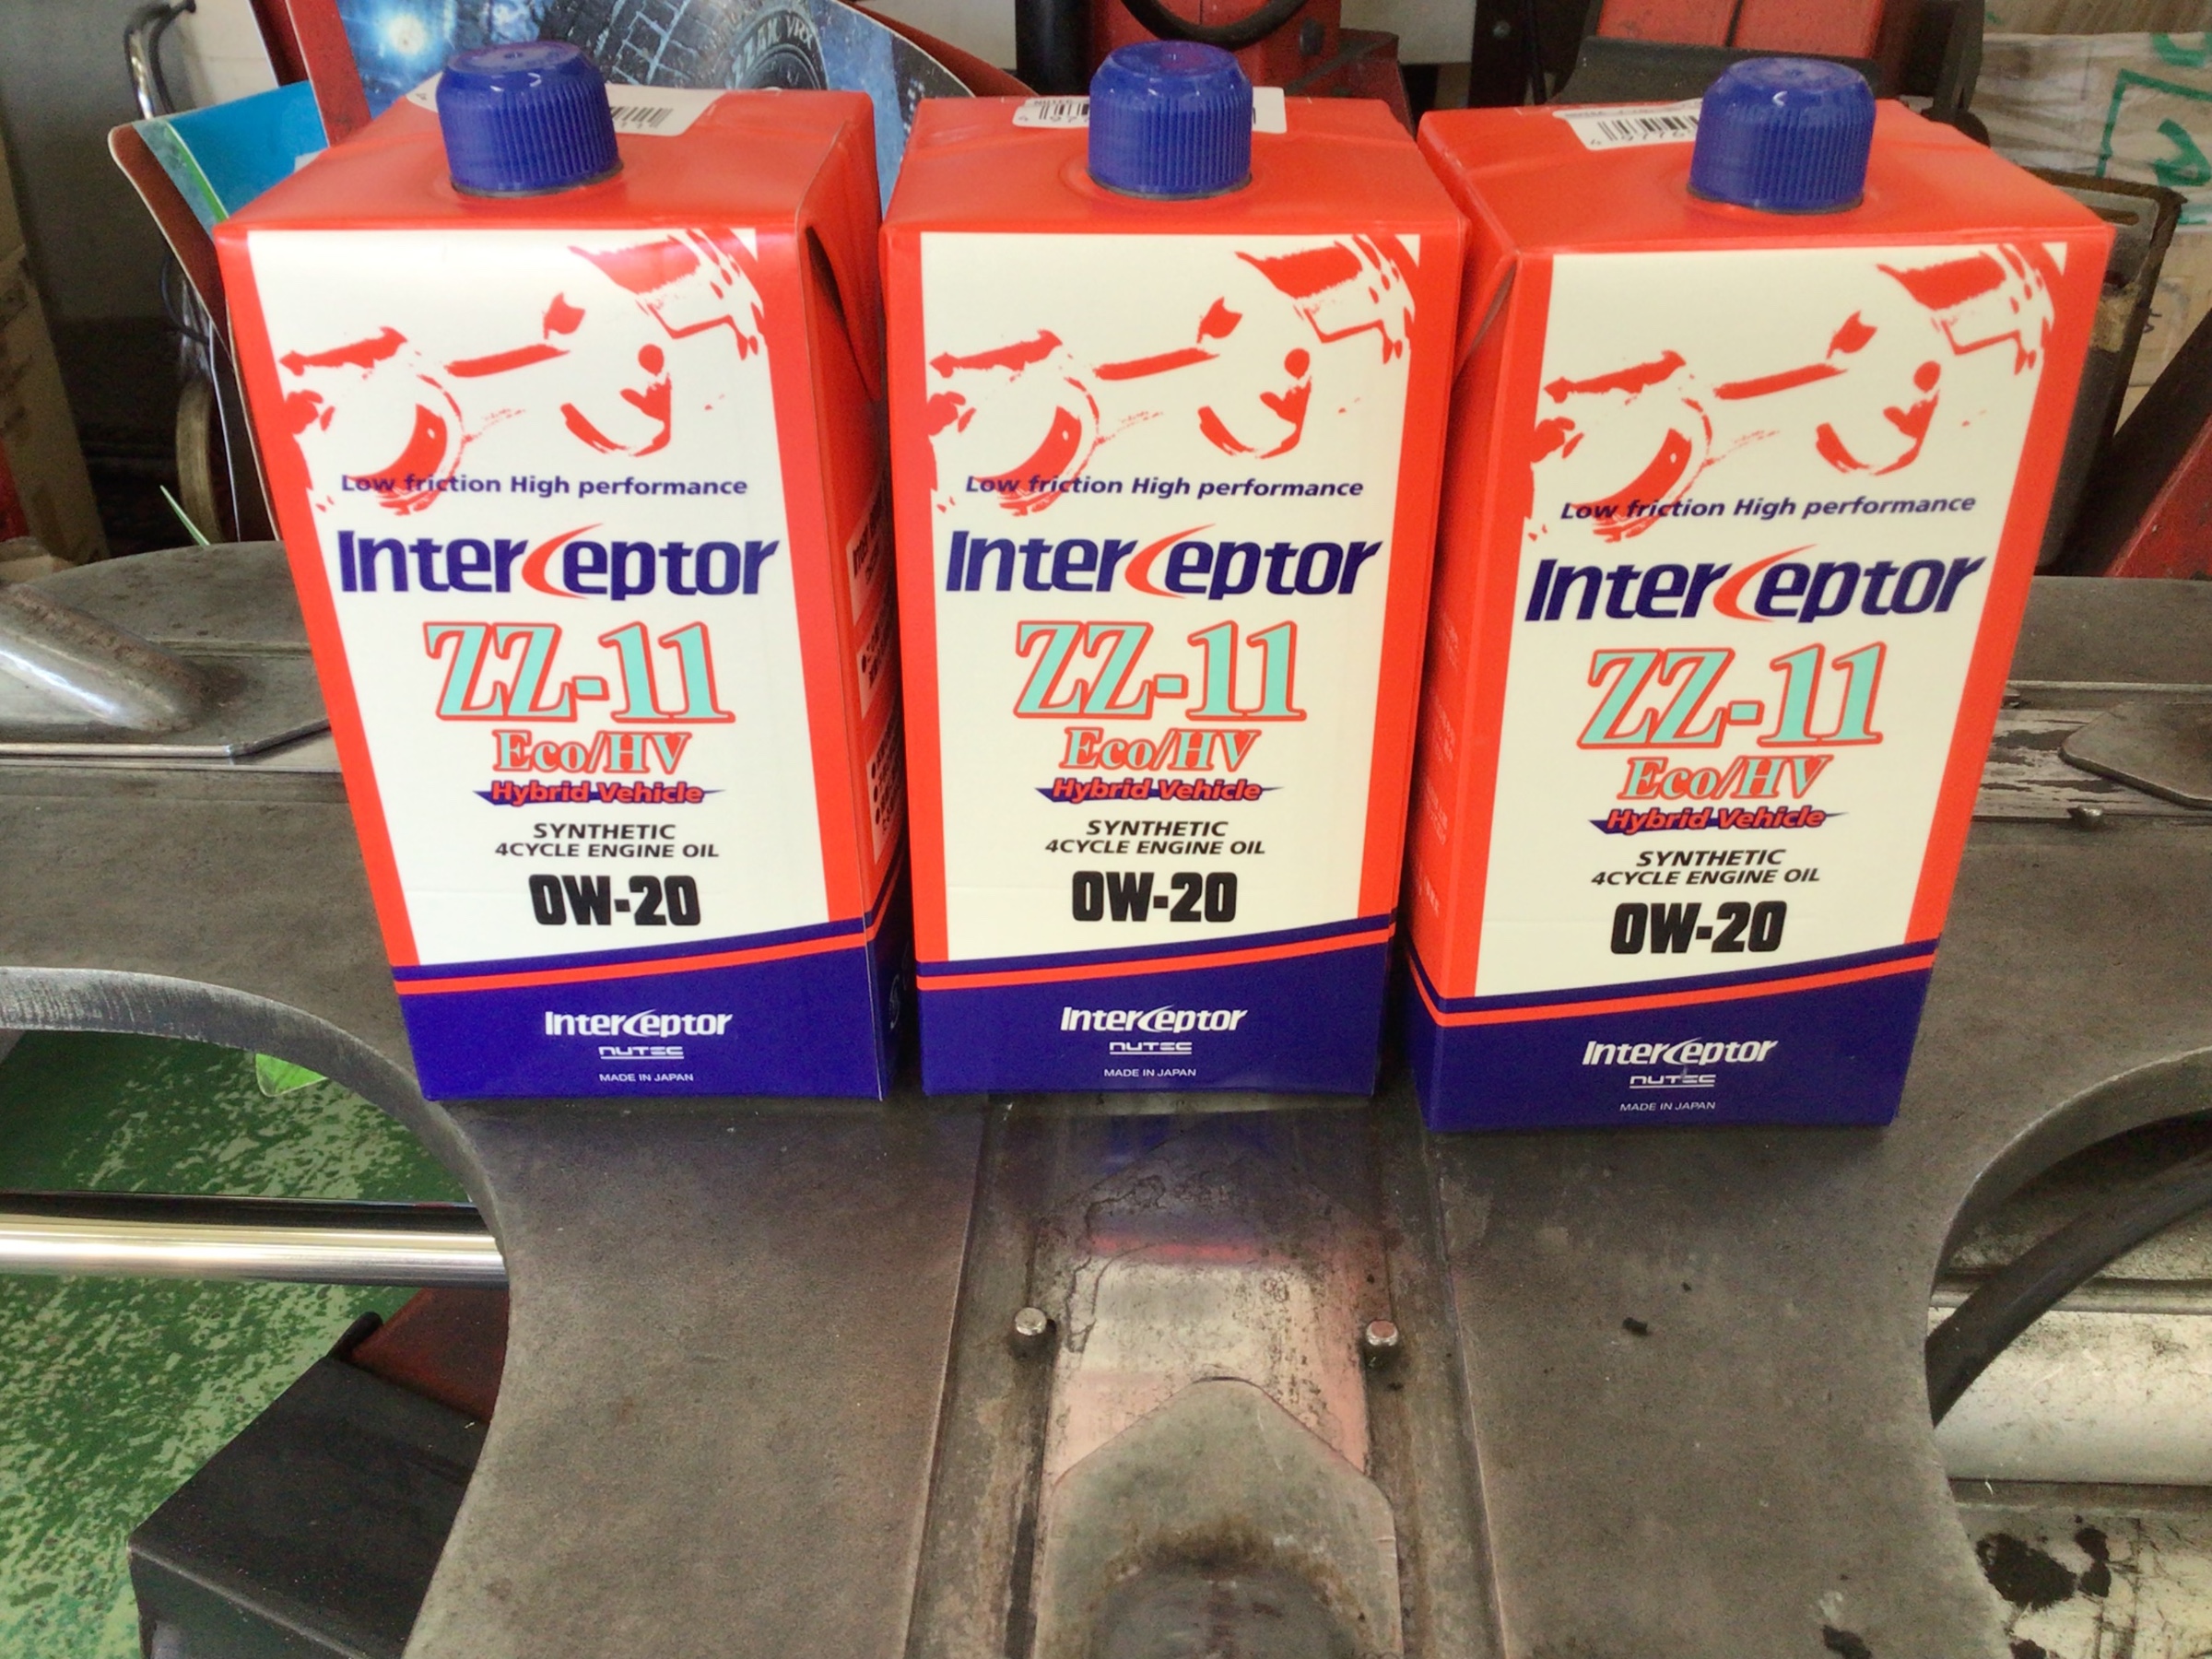 ZZAK VRX
Low friction High performance
Interceptor
ZZ-11
Eco/HV
Hybrid Vehicle
SYNTHETIC
4CYCLE ENGINE OIL
0W-20
Interceptor
NUTEC
MADE IN JAPAN
Low friction High performance
Interceptor
ZZ-11
Eco/HV
Hybrid Vehicle
SYNTHETIC
4CYCLE ENGINE OIL
0W-20
Interceptor
NUTEC
MADE IN JAPAN
Low friction High performance
Interceptor
ZZ-11
Eco/HV
Hybrid Vehicle
SYNTHETIC
4CYCLE ENGINE OIL
0W-20
Interceptor
NUTEC
MADE IN JAPAN